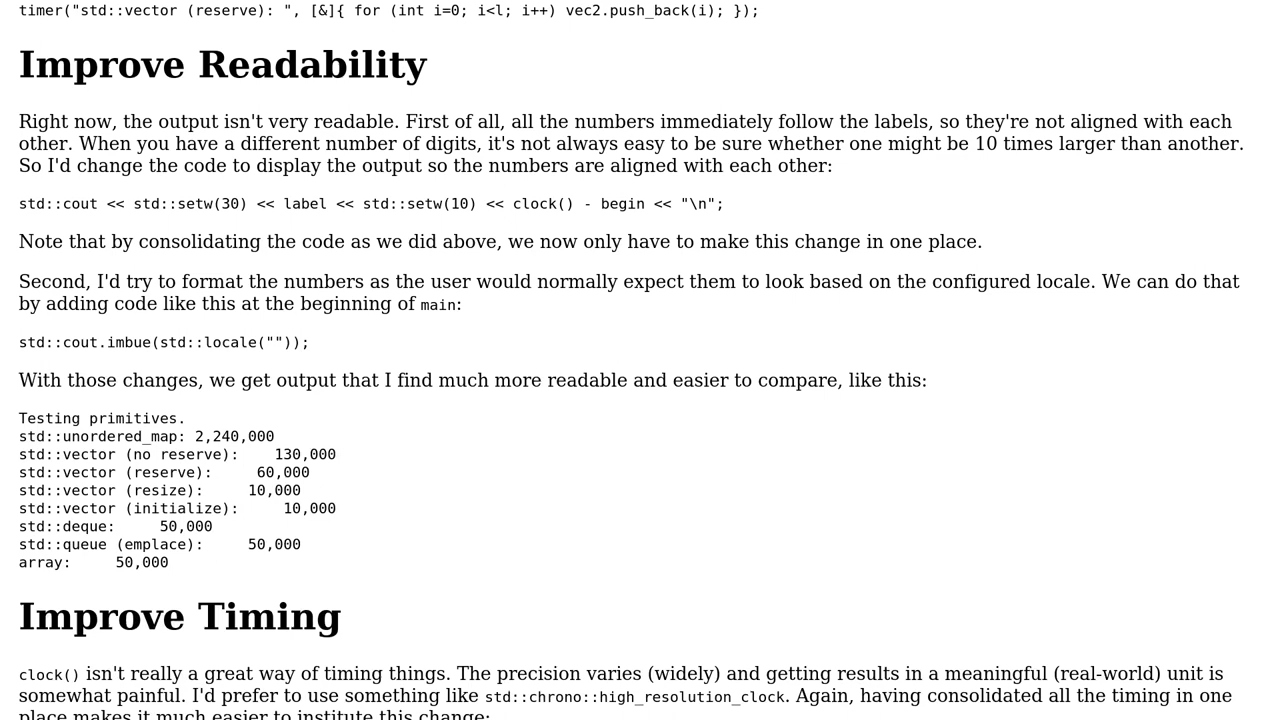 timer("std::vector (reserve): ", [&]{ for (int i=0; i<l; i++) vec2.push_back(i); });
Improve Readability
Right now, the output isn't very readable. First of all, all the numbers immediately follow the labels, so they're not aligned with each
other. When you have a different number of digits, it's not always easy to be sure whether one might be 10 times larger than another.
So I'd change the code to display the output so the numbers are aligned with each other:
std::cout << std::setw(30) << label << std::setw(10) << clock() - begin << "\n";
Note that by consolidating the code as we did above, we now only have to make this change in one place.
Second, I'd try to format the numbers as the user would normally expect them to look based on the configured locale. We can do that
by adding code like this at the beginning of main:
std::cout.imbue(std::locale(""));
With those changes, we get output that I find much more readable and easier to compare, like this:
Testing primitives.
std::unordered_map: 2,240,000
std::vector (no reserve):    130,000
std::vector (reserve):     60,000
std::vector (resize):     10,000
std::vector (initialize):     10,000
std::deque:     50,000
std::queue (emplace):     50,000
array:     50,000
Improve Timing
clock() isn't really a great way of timing things. The precision varies (widely) and getting results in a meaningful (real-world) unit is
somewhat painful. I'd prefer to use something like std::chrono::high_resolution_clock. Again, having consolidated all the timing in one
place makes it much easier to institute this change: